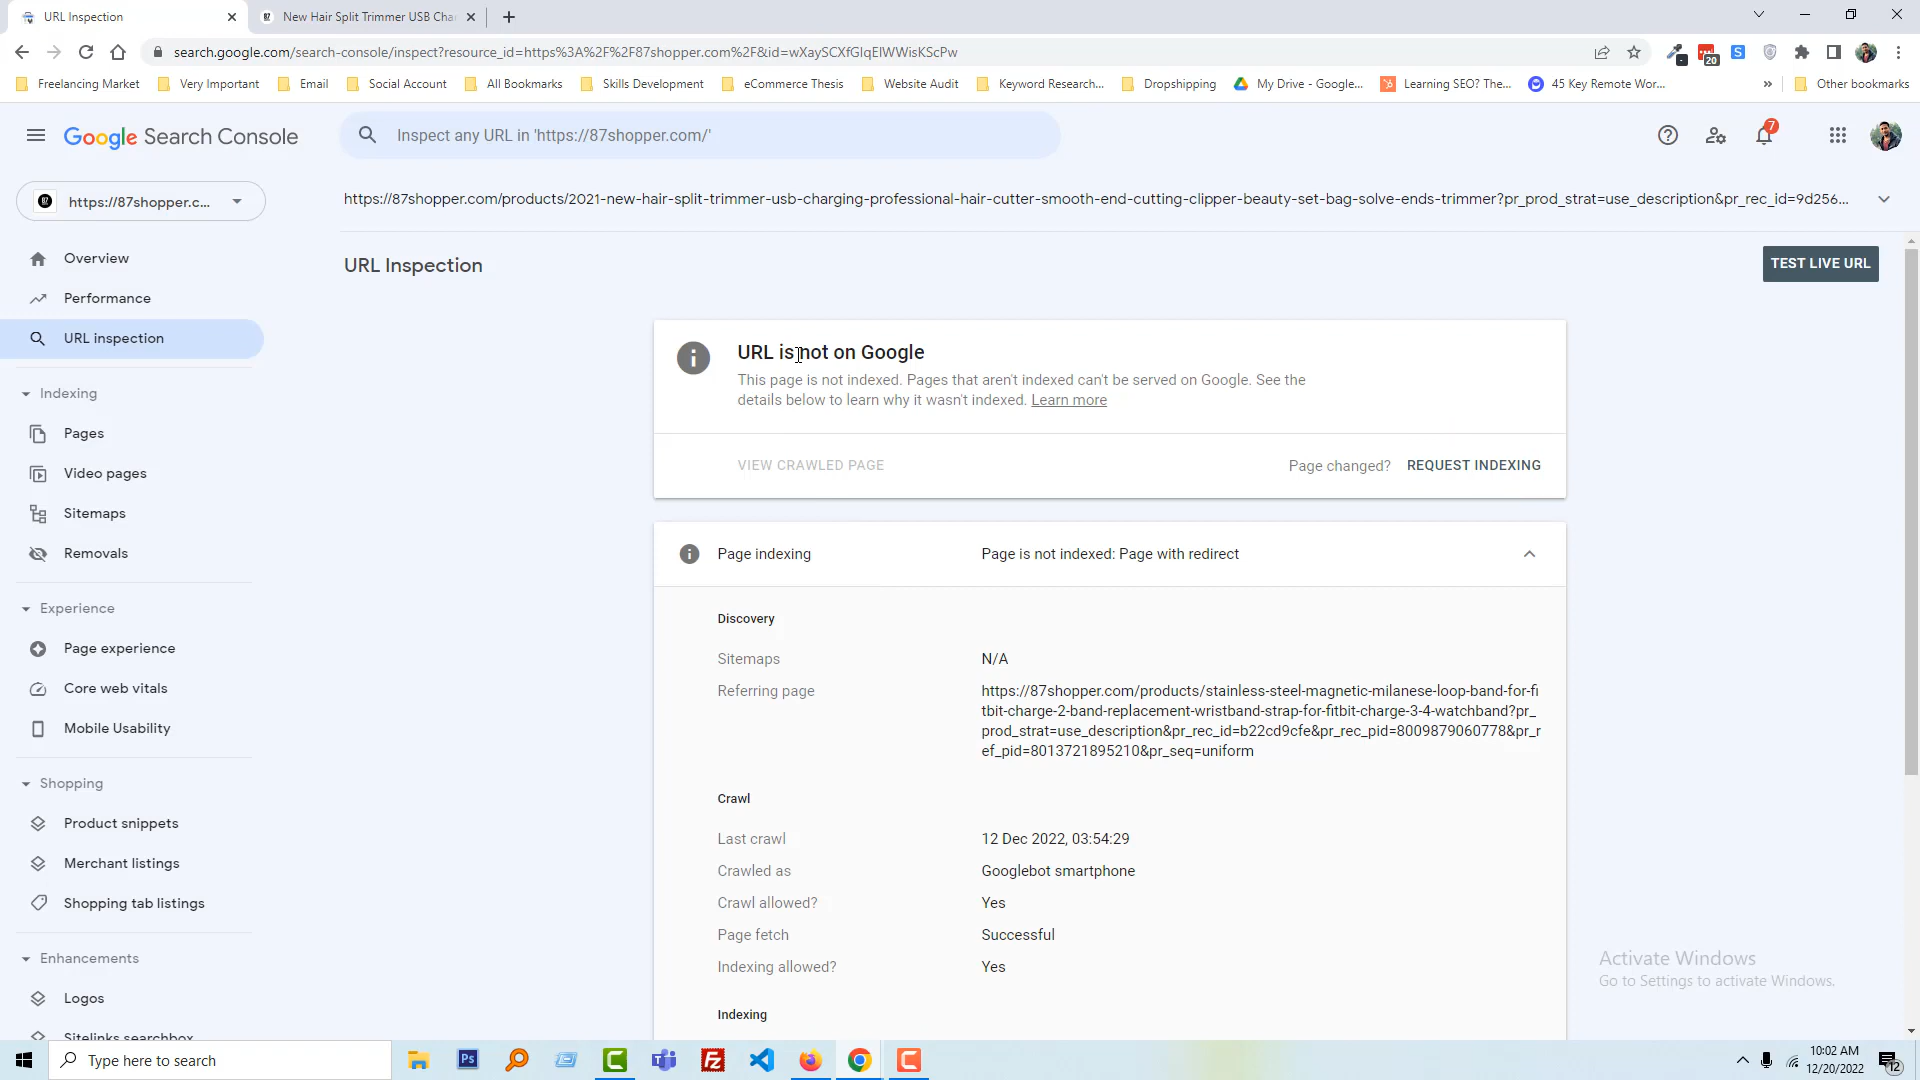 URL Inspection
New Hair Split Trimmer USB Cha
search.google.com/search-console/inspect?resource_id=https%3A%2F%2F87shopper.com%2F&id=wXaySCXfGlqElWWisKScPw
20
Freelancing Market
Very Important
Email
Social Account
All Bookmarks
Skills Development
eCommerce Thesis
Website Audit
Keyword Research...
Dropshipping
My Drive - Google...
Learning SEO? The...
45 Key Remote Wor...
Other bookmarks
Google Search Console
Inspect any URL in 'https://87shopper.com/'
7
https://87shopper.c...
https://87shopper.com/products/2021-new-hair-split-trimmer-usb-charging-professional-hair-cutter-smooth-end-cutting-clipper-beauty-set-bag-solve-ends-trimmer?pr_prod_strat=use_description&pr_rec_id=9d256...
Overview
Performance
URL inspection
Indexing
Pages
Video pages
Sitemaps
Removals
Experience
Page experience
Core web vitals
Mobile Usability
Shopping
Product snippets
Merchant listings
Shopping tab listings
Enhancements
Logos
Sitelinks searchbox
URL Inspection
TEST LIVE URL
URL is not on Google
This page is not indexed. Pages that aren't indexed can't be served on Google. See the
details below to learn why it wasn't indexed. Learn more
VIEW CRAWLED PAGE
Page changed?
REQUEST INDEXING
Page indexing
Page is not indexed: Page with redirect
Discovery
Sitemaps
N/A
Referring page
https://87shopper.com/products/stainless-steel-magnetic-milanese-loop-band-for-fi
tbit-charge-2-band-replacement-wristband-strap-for-fitbit-charge-3-4-watchband?pr_
prod_strat=use_description&pr_rec_id=b22cd9cfe&pr_rec_pid=8009879060778&pr_r
ef_pid=8013721895210&pr_seq=uniform
Crawl
Last crawl
12 Dec 2022, 03:54:29
Crawled as
Googlebot smartphone
Crawl allowed?
Yes
Page fetch
Successful
Indexing allowed?
Yes
Indexing
Activate Windows
Go to Settings to activate Windows.
Type here to search
10:02 AM
12/20/2022
12